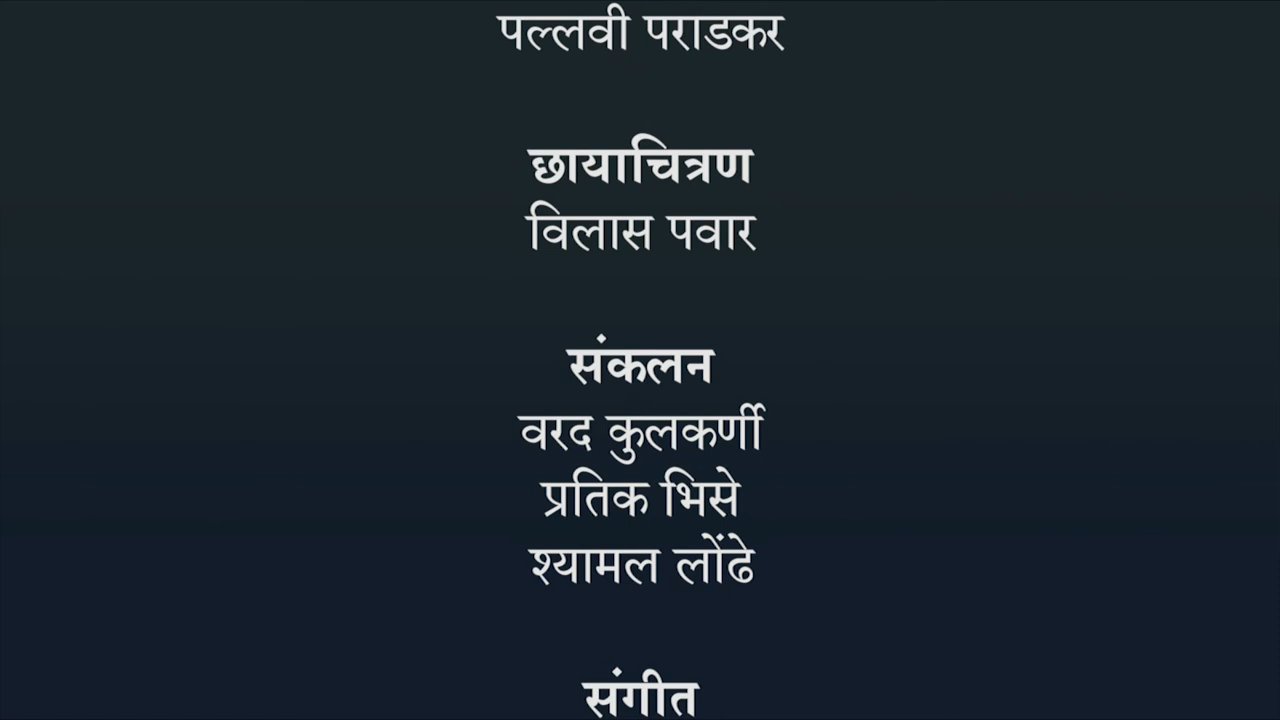 पल्लवी पराडकर
छायाचित्रण
विलास पवार
संकलन
वरद कुलकर्णी
प्रतिक भिसे
श्यामल लोंढे
संगीत